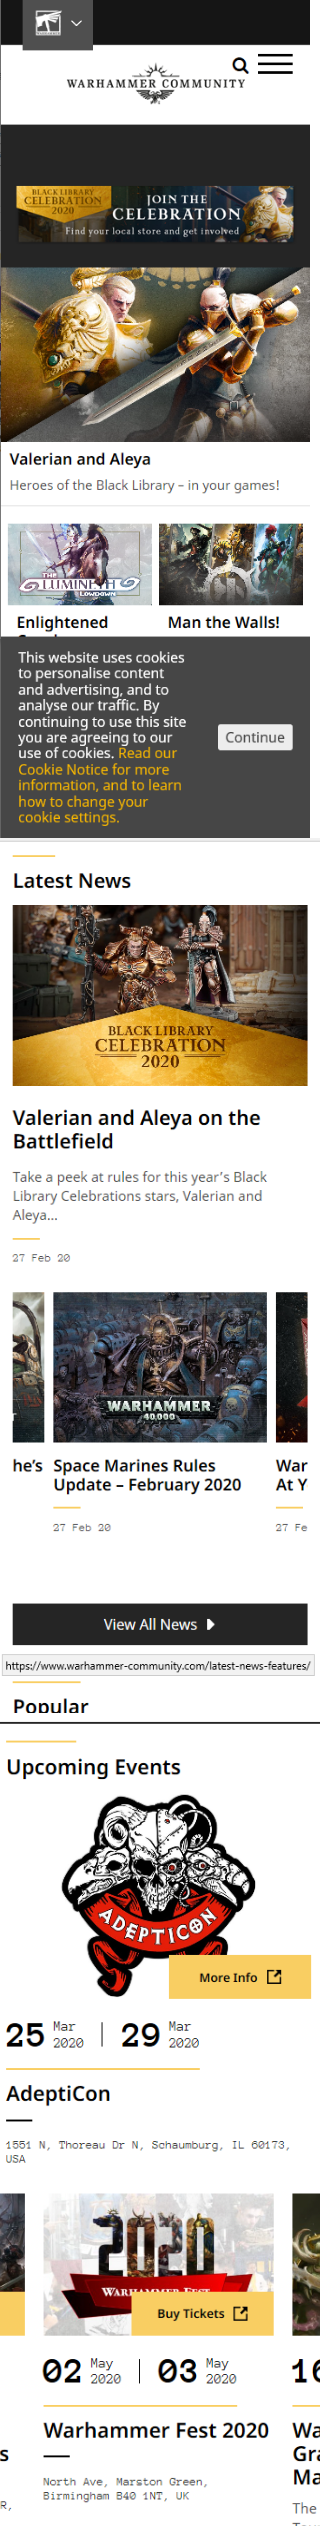 WARHAMMER COMMUNITY
BLACK LIBRARY
CELEBRATION
2020
JOIN THE
CELEBRATION
Find your local store and get involved
Valerian and Aleya
Heroes of the Black Library – in your games!
THE
LUMINETH
LOWDOWN
Enlightened
Man the Walls!
This website uses cookies
to personalise content
and advertising, and to
analyse our traffic. By
continuing to use this site
you are agreeing to our
use of cookies. Read our
Cookie Notice for more
information, and to learn
how to change your
cookie settings.
Continue
Latest News
BLACK LIBRARY
CELEBRATION
2020
Valerian and Aleya on the
Battlefield
Take a peek at rules for this year’s Black
Library Celebrations stars, Valerian and
Aleya...
27 Feb 20
WARHAMMER
40,000
he’s
Space Marines Rules
Update – February 2020
27 Feb 20
War
At Y
27 Fe
View All News
https://www.warhammer-community.com/latest-news-features/
Popular
Upcoming Events
ADEPTICON
More Info
25 Mar 2020 | 29 Mar 2020
AdeptiCon
1551 N, Thoreau Dr N, Schaumburg, IL 60173,
USA
2020
WARHAMMER FEST
Buy Tickets
02 May 2020 | 03 May 2020
16
Warhammer Fest 2020
North Ave, Marston Green,
Birmingham B40 1NT, UK
s
R,
Wa
Gra
Ma
The